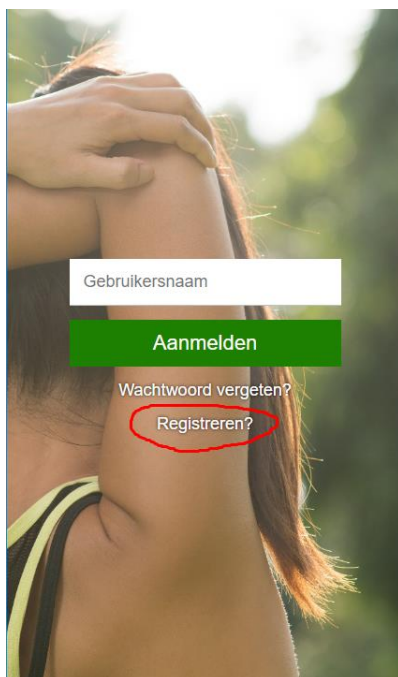 Gebruikersnaam
Aanmelden
Wachtwoord vergeten?
Registreren?